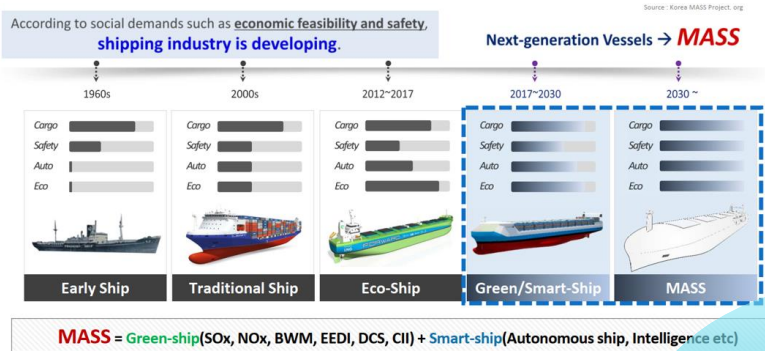 Source : Korea MASS Project. org
According to social demands such as economic feasibility and safety,
shipping industry is developing.
Next-generation Vessels → MASS
1960s
2000s
2012~2017
2017~2030
2030 ~
Cargo
Safety
Auto
Eco
Early Ship
Cargo
Safety
Auto
Eco
Traditional Ship
Cargo
Safety
Auto
Eco
Eco-Ship
Cargo
Safety
Auto
Eco
Green/Smart-Ship
Cargo
Safety
Auto
Eco
MASS
MASS = Green-ship(SOx, NOx, BWM, EEDI, DCS, CII) + Smart-ship(Autonomous ship, Intelligence etc)